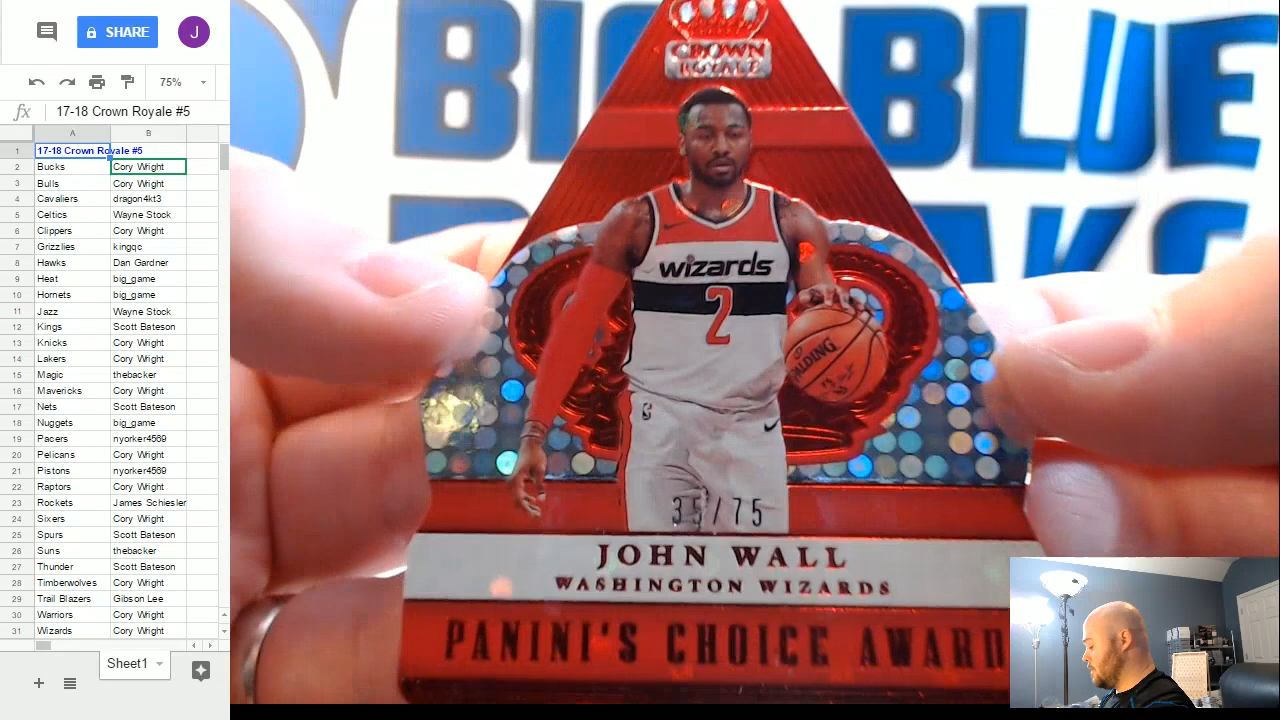 SHARE
J
75%
fx 17-18 Crown Royale #5
A B
1 17-18 Crown Royale #5
2 Bucks Cory Wright
3 Bulls Cory Wright
4 Cavaliers dragon4kt3
5 Celtics Wayne Stock
6 Clippers Cory Wright
7 Grizzlies kingqc
8 Hawks Dan Gardner
9 Heat big_game
10 Hornets big_game
11 Jazz Wayne Stock
12 Kings Scott Bateson
13 Knicks Cory Wright
14 Lakers Cory Wright
15 Magic thebacker
16 Mavericks Cory Wright
17 Nets Scott Bateson
18 Nuggets big_game
19 Pacers nyorker4569
20 Pelicans Cory Wright
21 Pistons nyorker4569
22 Raptors Cory Wright
23 Rockets James Schiesler
24 Sixers Cory Wright
25 Spurs Scott Bateson
26 Suns thebacker
27 Thunder Scott Bateson
28 Timberwolves Cory Wright
29 Trail Blazers Gibson Lee
30 Warriors Cory Wright
31 Wizards Cory Wright
Sheet1
BIG BLUE
CROWN
ROYALE
wizards
2
SPALDING
35/75
JOHN WALL
WASHINGTON WIZARDS
PANINI'S CHOICE AWARD